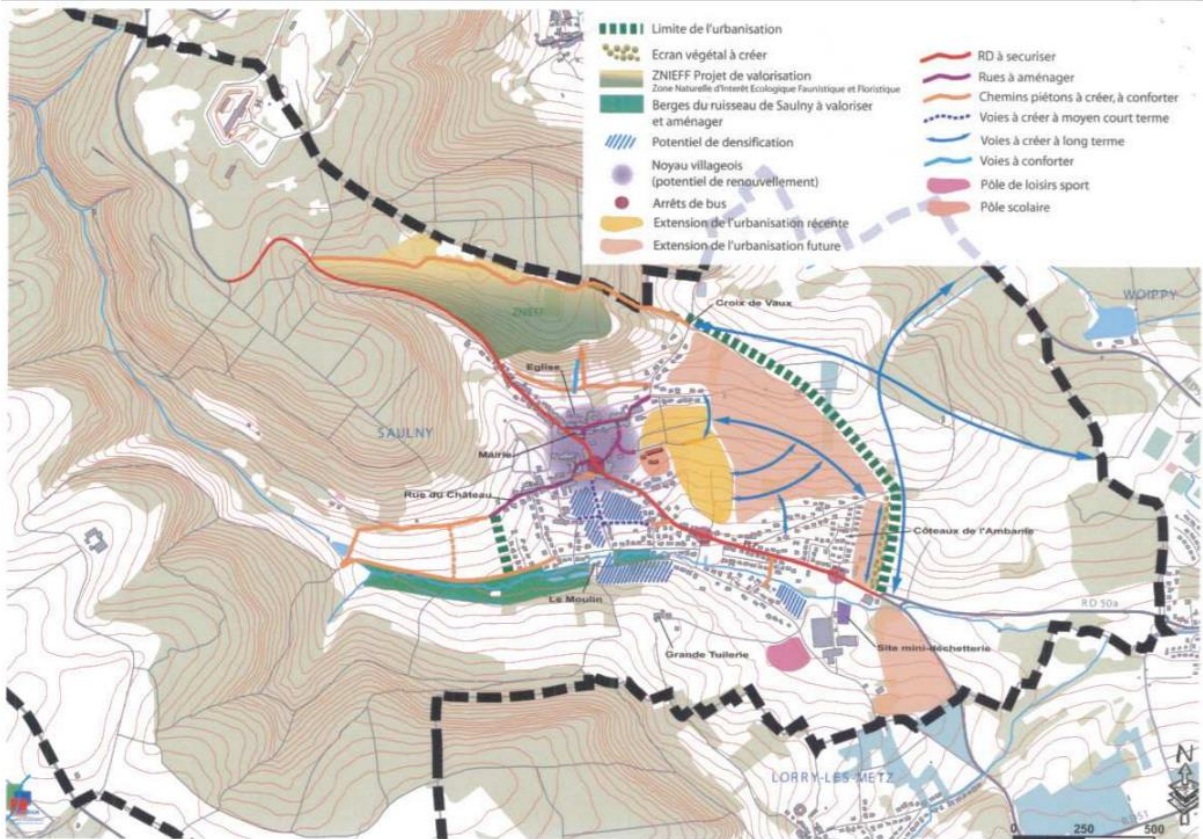 Limite de l'urbanisation
Ecran végétal à créer
ZNIEFF Projet de valorisation
Zone Naturelle d'Interêt Ecologique Faunistique et Floristique
Berges du ruisseau de Saulny à valoriser
et aménager
Potentiel de densification
Noyau villageois
(potentiel de renouvellement)
Arrêts de bus
Extension de l'urbanisation récente
Extension de l'urbanisation future
RD à securiser
Rues à aménager
Chemins piétons à créer, à conforter
Voies à créer à moyen court terme
Voies à créer à long terme
Voies à conforter
Pôle de loisirs sport
Pôle scolaire
WOIPPY
Croix de Vaux
ZNIEFF
Eglise
SAULNY
Mairie
Rue du Château
Côteaux de l'Ambanie
Le Moulin
RD 50a
Grande Tuilerie
Site mini-déchetterie
LORRY-LES-METZ
RD 51
N
0 250 500